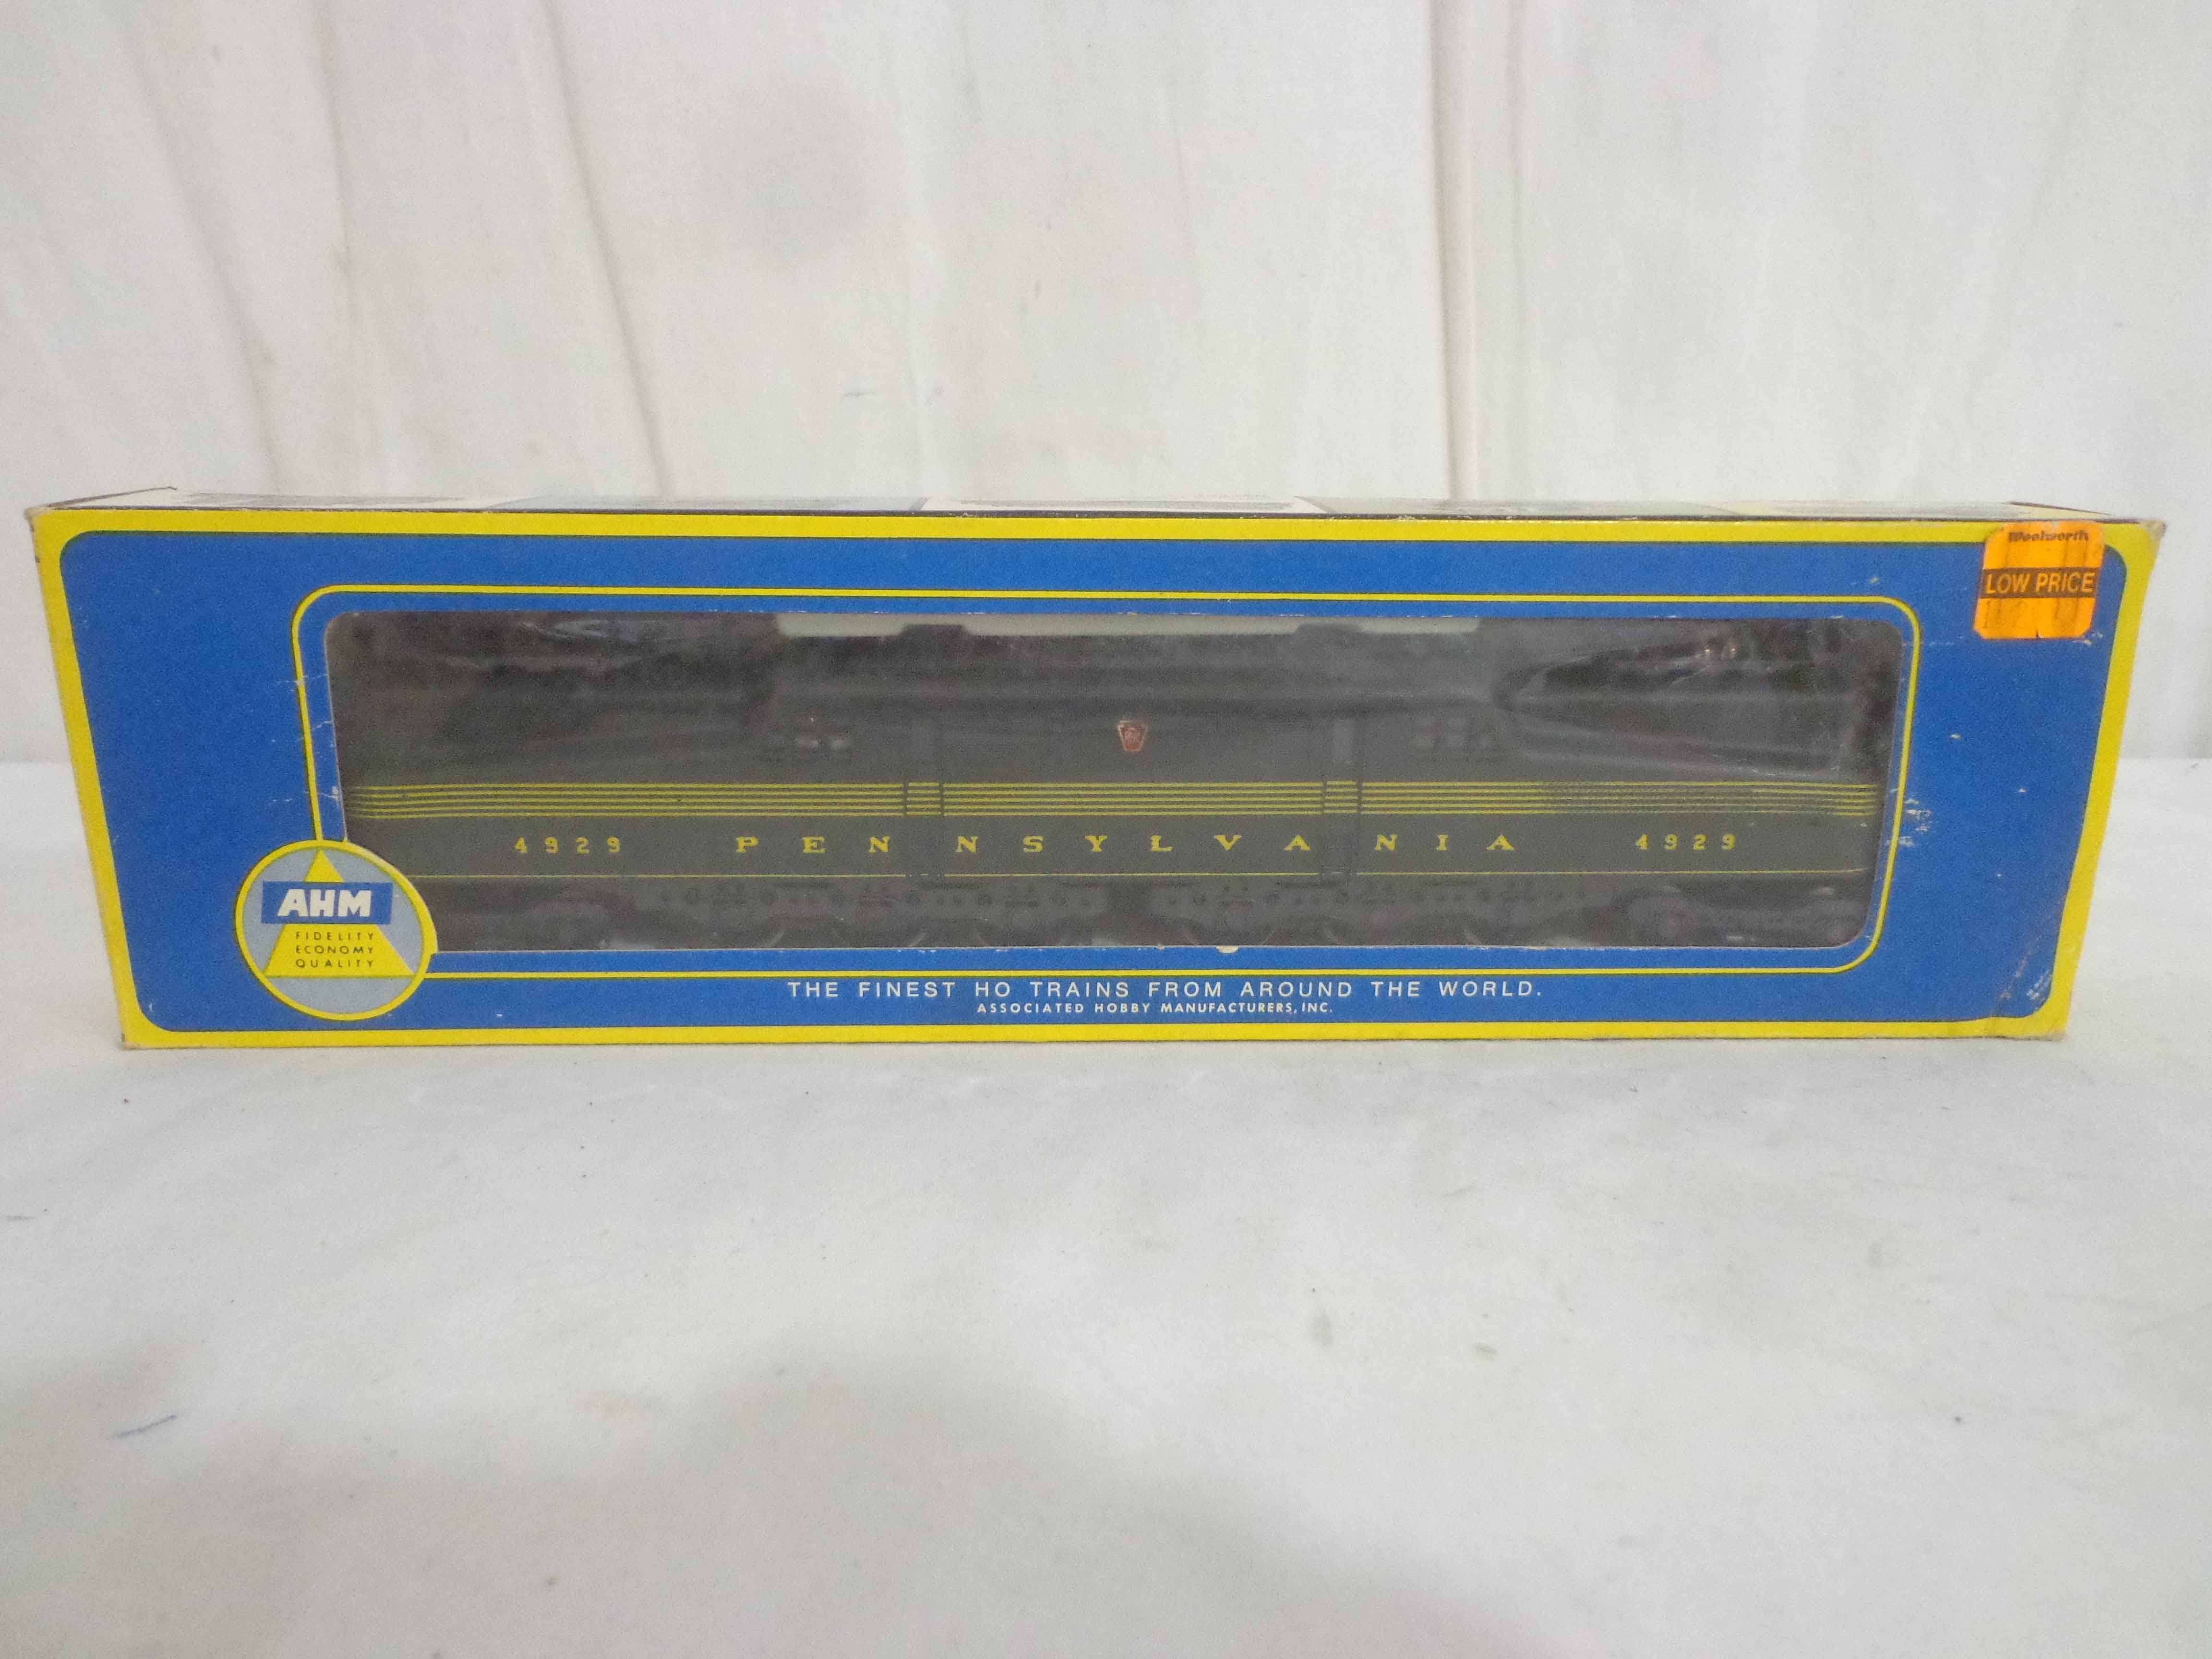 Woolworth
LOW PRICE
4929 PENNSYLVANIA 4929
AHM
FIDELITY
ECONOMY
QUALITY
THE FINEST HO TRAINS FROM AROUND THE WORLD.
ASSOCIATED HOBBY MANUFACTURERS, INC.